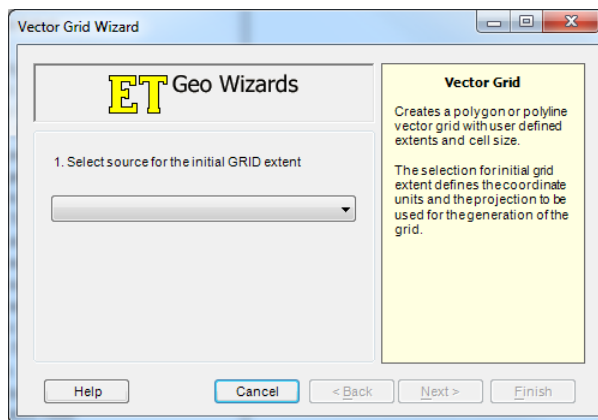 Vector Grid Wizard
ET Geo Wizards
1. Select source for the initial GRID extent
Vector Grid
Creates a polygon or polyline
vector grid with user defined
extents and cell size.
The selection for initial grid
extent defines the coordinate
units and the projection to be
used for the generation of the
grid.
Help
Cancel
< Back
Next >
Finish